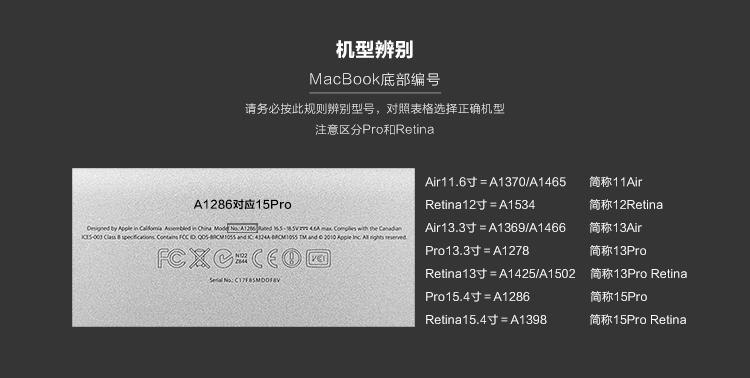 机型辨别
MacBook底部编号
请务必按此规则辨别型号，对照表格选择正确机型
注意区分Pro和Retina
A1286对应15Pro
Designed by Apple in California Assembled in China Model No.:A1286 Rated 16.5-18.5V⎓ 4.6A max. Complies with the Canadian
ICES-003 Class B specifications. Contains FCC ID: QDS-BRCM1055 and IC: 4324A-BRCM1055 TM and © 2010 Apple Inc. All rights reserved.
FC CE VCI
N122
Z844
Serial No.: C17F85MDDF8V
Air11.6寸=A1370/A1465 简称11Air
Retina12寸=A1534 简称12Retina
Air13.3寸=A1369/A1466 简称13Air
Pro13.3寸=A1278 简称13Pro
Retina13寸=A1425/A1502 简称13Pro Retina
Pro15.4寸=A1286 简称15Pro
Retina15.4寸=A1398 简称15Pro Retina